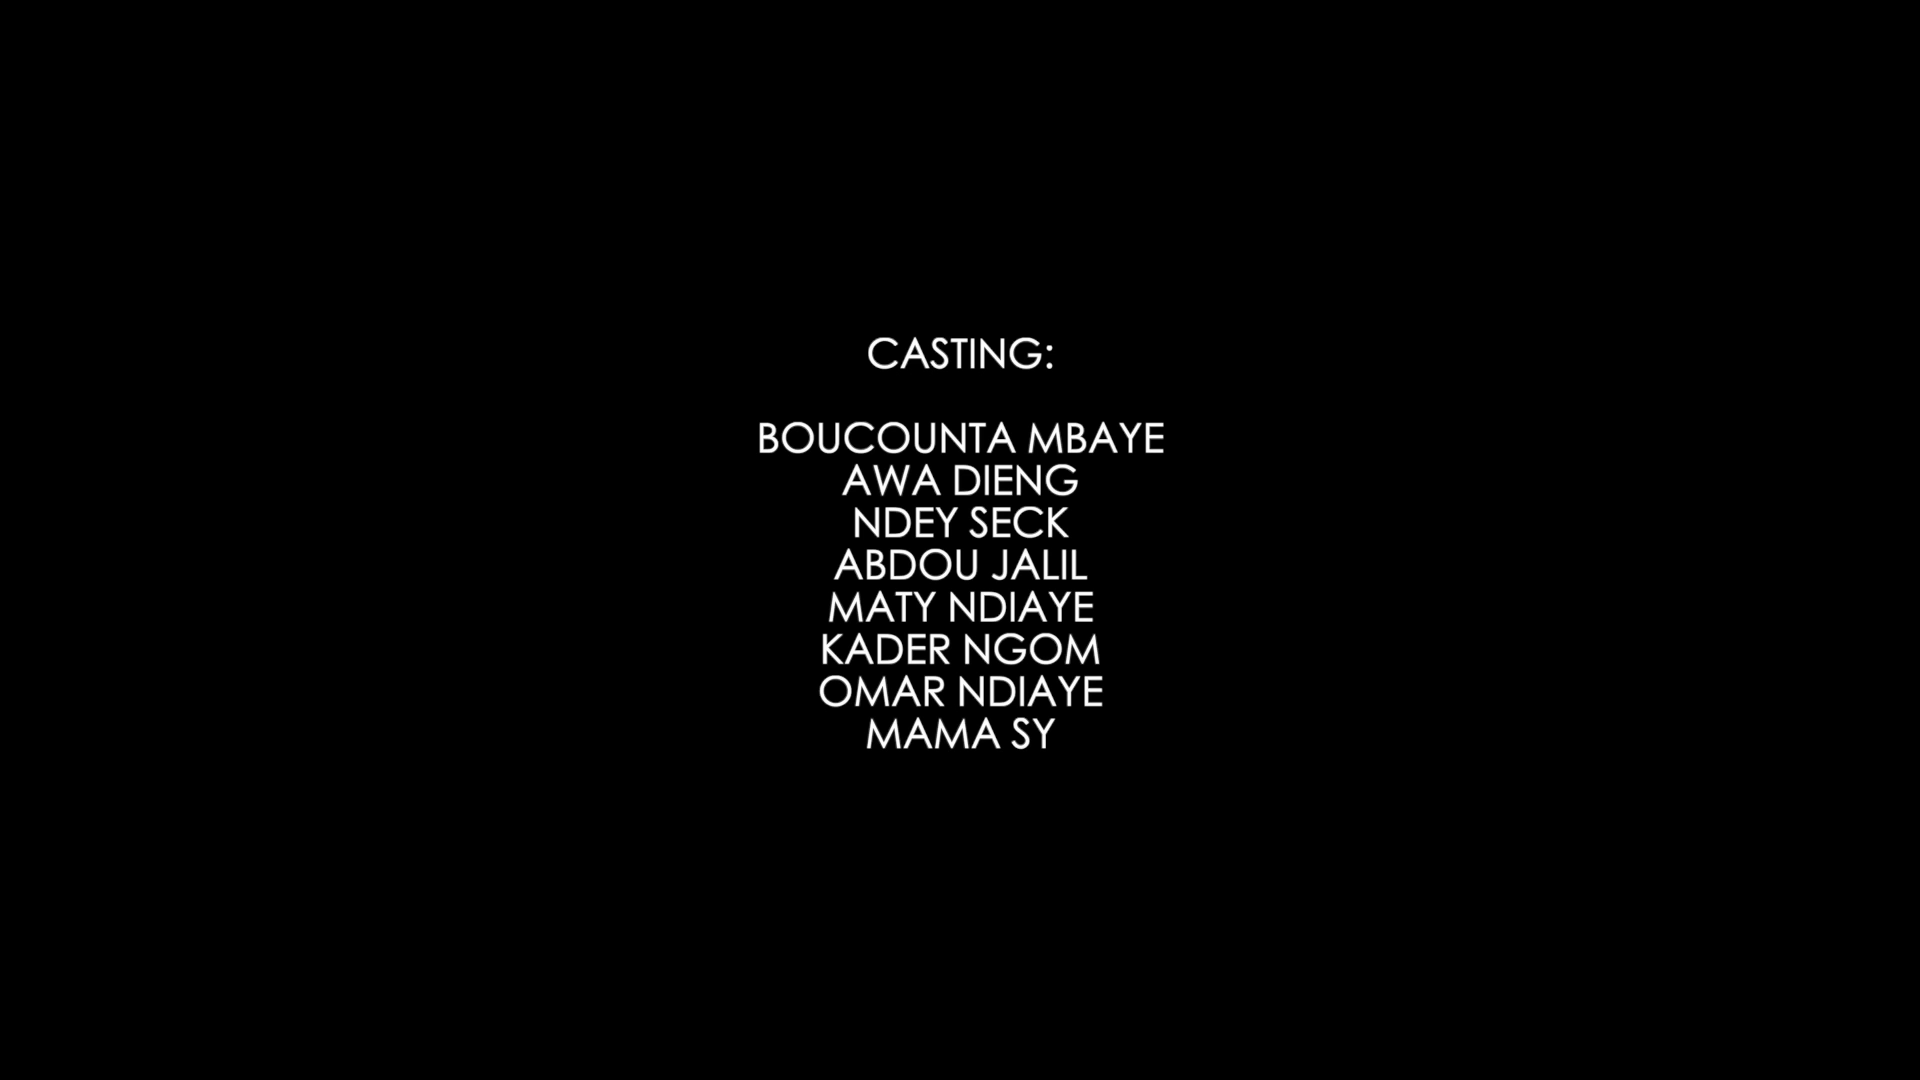 CASTING:
BOUCOUNTA MBAYE
AWA DIENG
NDEY SECK
ABDOU JALIL
MATY NDIAYE
KADER NGOM
OMAR NDIAYE
MAMA SY